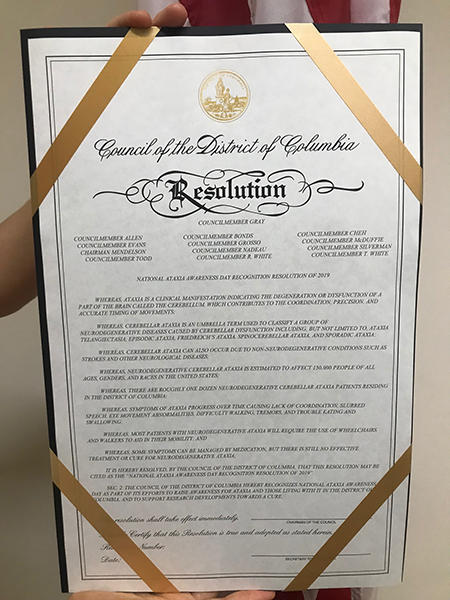 Council of the District of Columbia
Resolution
COUNCILMEMBER GRAY
COUNCILMEMBER ALLEN COUNCILMEMBER BONDS COUNCILMEMBER CHEH
COUNCILMEMBER EVANS COUNCILMEMBER GROSSO COUNCILMEMBER McDUFFIE
CHAIRMAN MENDELSON COUNCILMEMBER NADEAU COUNCILMEMBER SILVERMAN
COUNCILMEMBER TODD COUNCILMEMBER R. WHITE COUNCILMEMBER T. WHITE
NATIONAL ATAXIA AWARENESS DAY RECOGNITION RESOLUTION OF 2019
WHEREAS, ATAXIA IS A CLINICAL MANIFESTATION INDICATING THE DEGENERATION OR DYSFUNCTION OF A
PART OF THE BRAIN CALLED THE CEREBELLUM, WHICH CONTRIBUTES TO THE COORDINATION, PRECISION, AND
ACCURATE TIMING OF MOVEMENTS;
WHEREAS, CEREBELLAR ATAXIA IS AN UMBRELLA TERM USED TO CLASSIFY A GROUP OF
NEURODEGENERATIVE DISEASES CAUSED BY CEREBELLAR DYSFUNCTION INCLUDING, BUT NOT LIMITED TO, ATAXIA
TELANGIECTASIA, EPISODIC ATAXIA, FRIEDREICH'S ATAXIA, SPINOCEREBELLAR ATAXIA, AND SPORADIC ATAXIA;
WHEREAS, CEREBELLAR ATAXIA CAN ALSO OCCUR DUE TO NON-NEURODEGENERATIVE CONDITIONS SUCH AS
STROKES AND OTHER NEUROLOGICAL DISEASES;
WHEREAS, NEURODEGENERATIVE CEREBELLAR ATAXIA IS ESTIMATED TO AFFECT 150,000 PEOPLE OF ALL
AGES, GENDERS, AND RACES IN THE UNITED STATES;
WHEREAS, THERE ARE ROUGHLY ONE DOZEN NEURODEGENERATIVE CEREBELLAR ATAXIA PATIENTS RESIDING
IN THE DISTRICT OF COLUMBIA;
WHEREAS, SYMPTOMS OF ATAXIA PROGRESS OVER TIME CAUSING LACK OF COORDINATION, SLURRED
SPEECH, EYE MOVEMENT ABNORMALITIES, DIFFICULTY WALKING, TREMORS, AND TROUBLE EATING AND
SWALLOWING;
WHEREAS, MOST PATIENTS WITH NEURODEGENERATIVE ATAXIA WILL REQUIRE THE USE OF WHEELCHAIRS
AND WALKERS TO AID IN THEIR MOBILITY; AND
WHEREAS, SOME SYMPTOMS CAN BE MANAGED BY MEDICATION, BUT THERE IS STILL NO EFFECTIVE
TREATMENT OR CURE FOR NEURODEGENERATIVE ATAXIA;
IT IS HEREBY RESOLVED, BY THE COUNCIL OF THE DISTRICT OF COLUMBIA, THAT THIS RESOLUTION MAY BE
CITED AS THE "NATIONAL ATAXIA AWARENESS DAY RECOGNITION RESOLUTION OF 2019"
SEC. 2. THE COUNCIL OF THE DISTRICT OF COLUMBIA HEREBY RECOGNIZES NATIONAL ATAXIA AWARENESS
DAY AS PART OF ITS EFFORTS TO RAISE AWARENESS FOR ATAXIA AND THOSE LIVING WITH IT IN THE DISTRICT OF
COLUMBIA, AND TO SUPPORT RESEARCH DEVELOPMENTS TOWARDS A CURE.
resolution shall take effect immediately.
CHAIRMAN OF THE COUNCIL
Certify that this Resolution is true and adopted as stated herein.
Number:
Date: